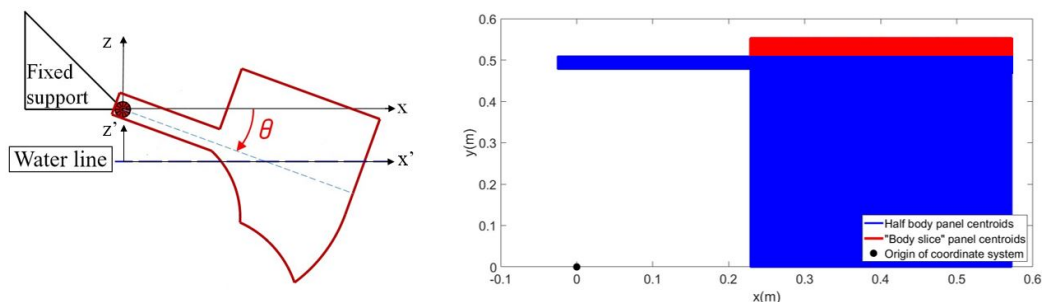 z
Fixed
support
x
θ
z'
Water line
x'
y(m)
0.6
0.5
0.4
0.3
0.2
0.1
0
Half body panel centroids
"Body slice" panel centroids
Origin of coordinate system
-0.1 0 0.1 0.2 0.3 0.4 0.5 0.6
x(m)